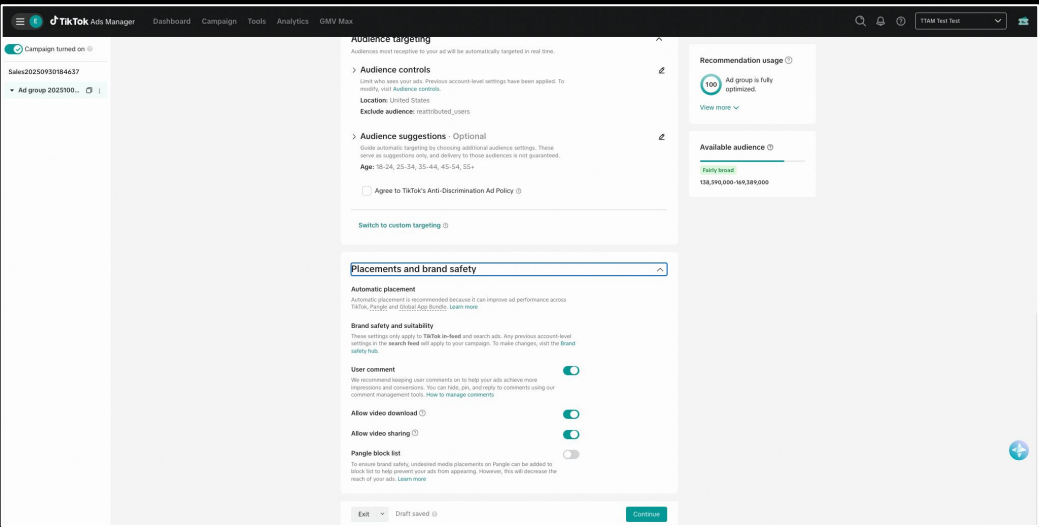 E TikTok Ads Manager Dashboard Campaign Tools Analytics GMV Max TTAM Test Test
Campaign turned on
Sales20250930184637
Ad group 2025100...
Audience targeting
Audiences most receptive to your ad will be automatically targeted in real time.
Audience controls
Limit who sees your ads. Previous account-level settings have been applied. To
modify, visit Audience controls.
Location: United States
Exclude audience: reattributed_users
Audience suggestions - Optional
Guide automatic targeting by choosing additional audience settings. These
serve as suggestions only, and delivery to those audiences is not guaranteed.
Age: 18-24, 25-34, 35-44, 45-54, 55+
Agree to TikTok's Anti-Discrimination Ad Policy
Switch to custom targeting
Placements and brand safety
Automatic placement
Automatic placement is recommended because it can improve ad performance across
TikTok, Pangle and Global App Bundle. Learn more
Brand safety and suitability
These settings only apply to TikTok in-feed and search ads. Any previous account-level
settings in the search feed will apply to your campaign. To make changes, visit the Brand
safety hub.
User comment
We recommend keeping user comments on to help your ads achieve more
impressions and conversions. You can hide, pin, and reply to comments using our
comment management tools. How to manage comments
Allow video download
Allow video sharing
Pangle block list
To ensure brand safety, undesired media placements on Pangle can be added to
block list to help prevent your ads from appearing. However, this will decrease the
reach of your ads. Learn more
Exit Draft saved Continue
Recommendation usage
100 Ad group is fully
optimized.
View more
Available audience
Fairly broad
138,590,000-169,389,000